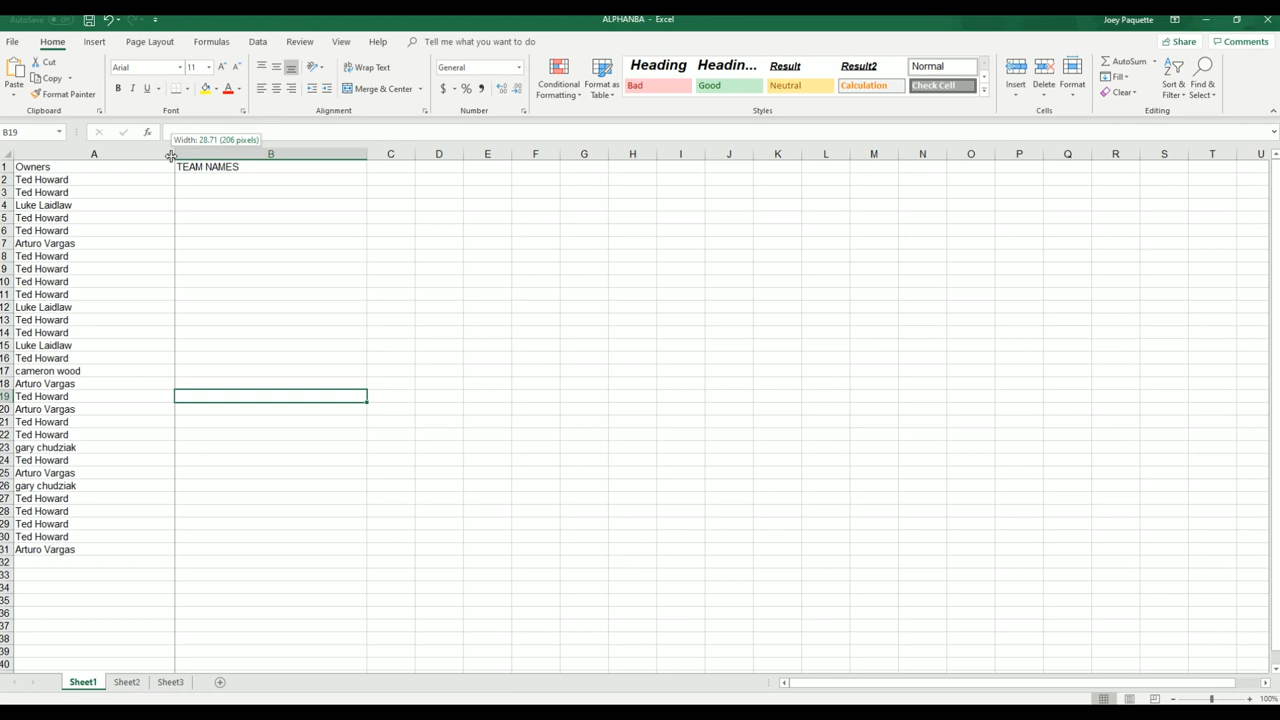 AutoSave Off ALPHANBA - Excel Joey Paquette
File Home Insert Page Layout Formulas Data Review View Help Tell me what you want to do Share Comments
Paste Cut Copy Format Painter Clipboard
Arial 11 A A B I U A Font
ab Wrap Text Merge & Center Alignment
General $ % , Number
Conditional Formatting Format as Table
Heading Headin... Result Result2 Normal
Bad Good Neutral Calculation Check Cell
Styles
Insert Delete Format Cells
AutoSum Fill Clear Sort & Filter Find & Select Editing
B19 fx Width: 28.71 (206 pixels)
A B C D E F G H I J K L M N O P Q R S T U
1 Owners TEAM NAMES
2 Ted Howard
3 Ted Howard
4 Luke Laidlaw
5 Ted Howard
6 Ted Howard
7 Arturo Vargas
8 Ted Howard
9 Ted Howard
10 Ted Howard
11 Ted Howard
12 Luke Laidlaw
13 Ted Howard
14 Ted Howard
15 Luke Laidlaw
16 Ted Howard
17 cameron wood
18 Arturo Vargas
19 Ted Howard
20 Arturo Vargas
21 Ted Howard
22 Ted Howard
23 gary chudziak
24 Ted Howard
25 Arturo Vargas
26 gary chudziak
27 Ted Howard
28 Ted Howard
29 Ted Howard
30 Ted Howard
31 Arturo Vargas
32
33
34
35
36
37
38
39
40
Sheet1 Sheet2 Sheet3
100%